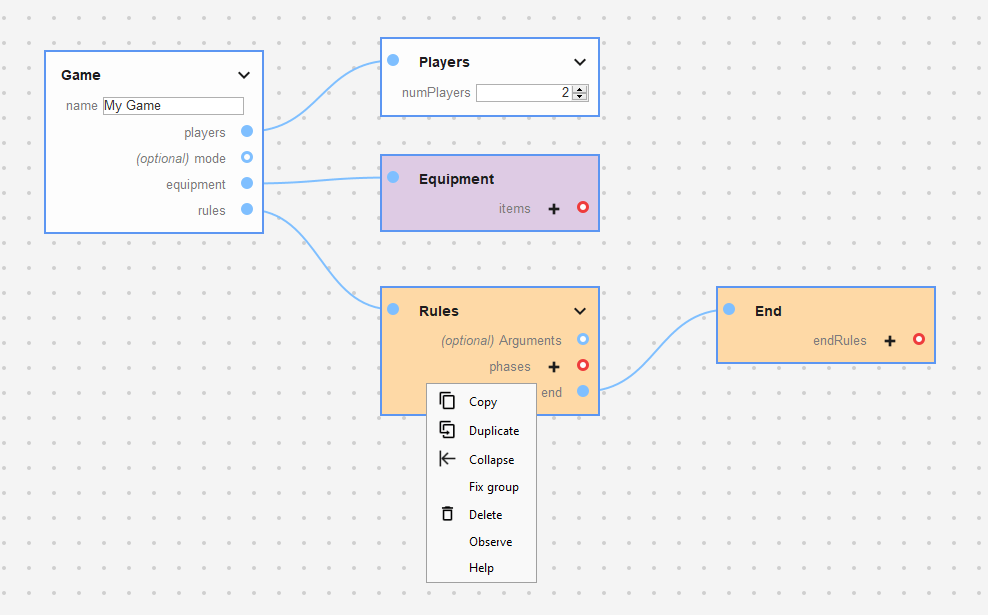 Game
name My Game
players
(optional) mode
equipment
rules
Players
numPlayers 2
Equipment
items
Rules
(optional) Arguments
phases
end
End
endRules
Copy
Duplicate
Collapse
Fix group
Delete
Observe
Help